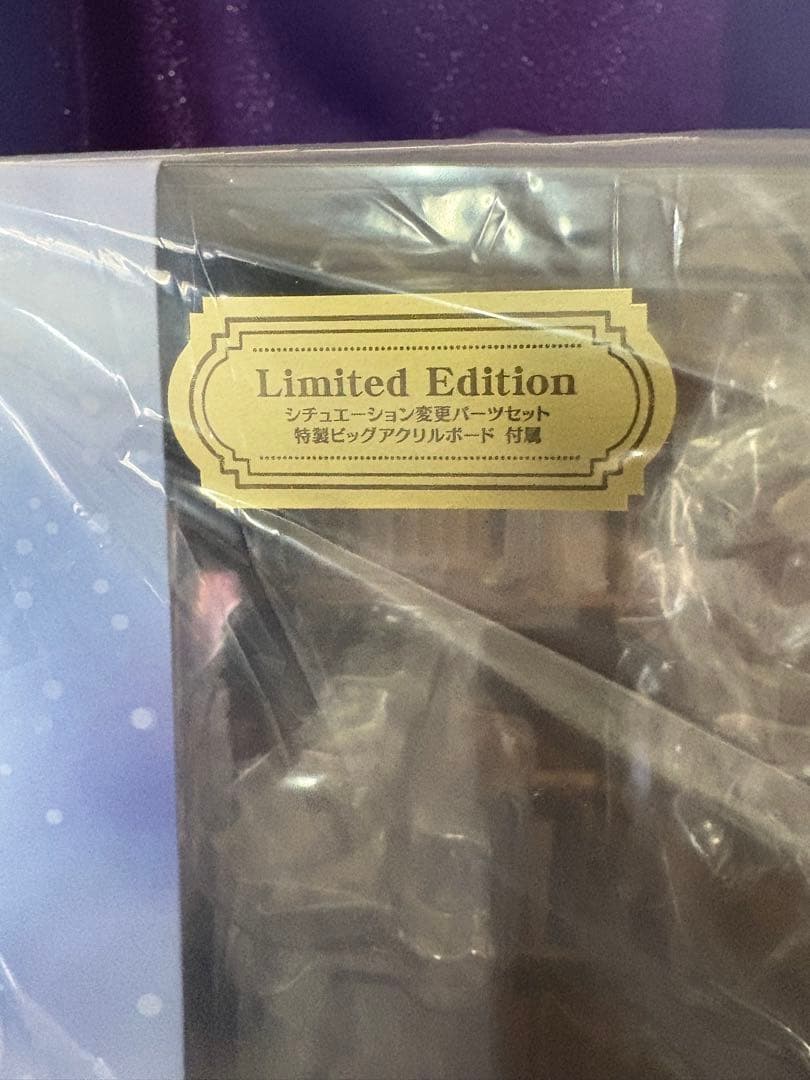 Limited Edition
シチュエーション変更パーツセット
特製ビッグアクリルボード 付属